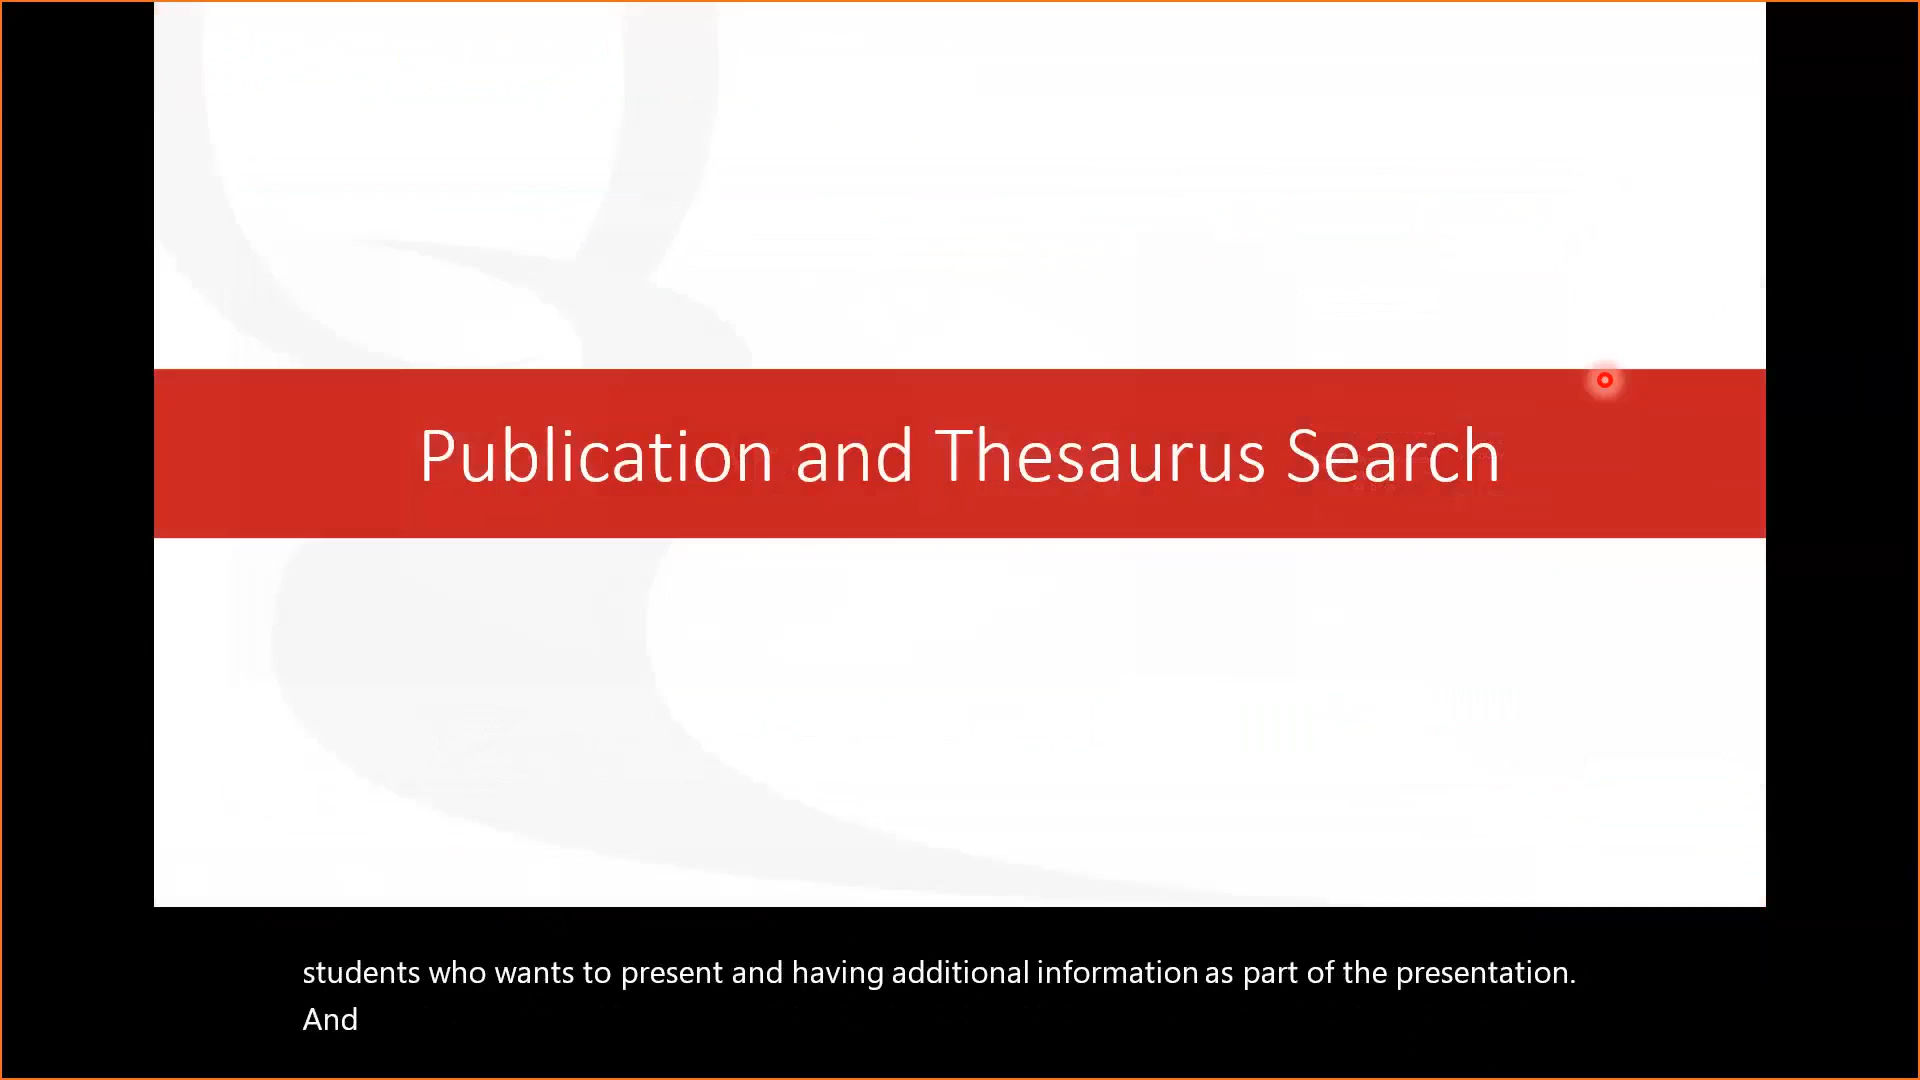 Publication and Thesaurus Search
students who wants to present and having additional information as part of the presentation.
And